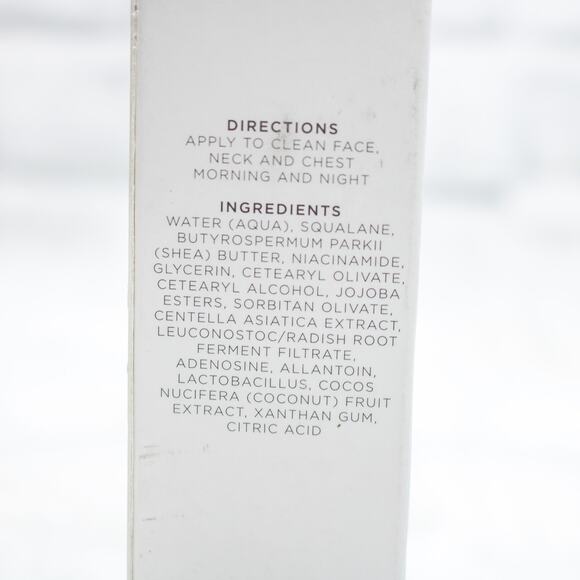 DIRECTIONS
APPLY TO CLEAN FACE,
NECK AND CHEST
MORNING AND NIGHT
INGREDIENTS
WATER (AQUA), SQUALANE,
BUTYROSPERMUM PARKII
(SHEA) BUTTER, NIACINAMIDE,
GLYCERIN, CETEARYL OLIVATE,
CETEARYL ALCOHOL, JOJOBA
ESTERS, SORBITAN OLIVATE,
CENTELLA ASIATICA EXTRACT,
LEUCONOSTOC/RADISH ROOT
FERMENT FILTRATE,
ADENOSINE, ALLANTOIN,
LACTOBACILLUS, COCOS
NUCIFERA (COCONUT) FRUIT
EXTRACT, XANTHAN GUM,
CITRIC ACID